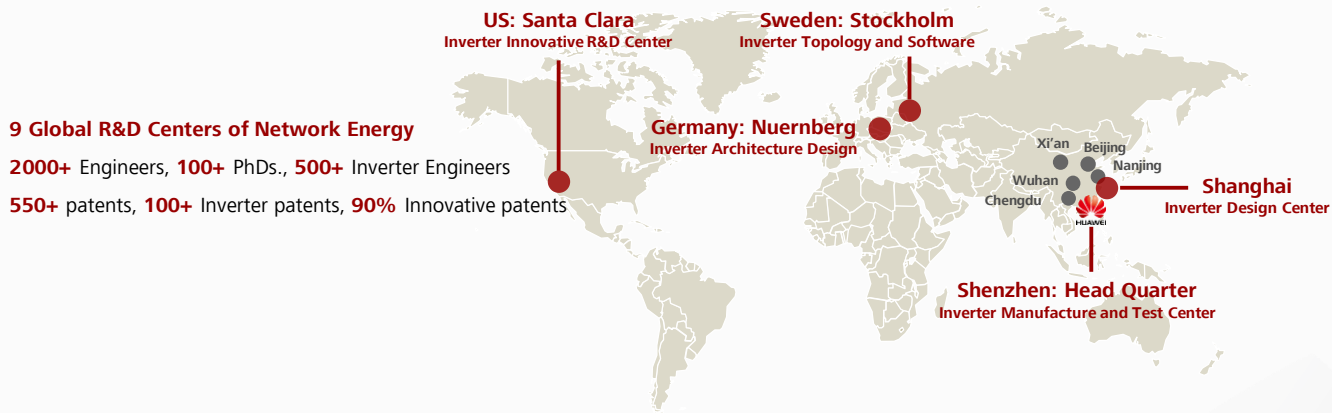 US: Santa Clara
Inverter Innovative R&D Center
Sweden: Stockholm
Inverter Topology and Software
9 Global R&D Centers of Network Energy
2000+ Engineers, 100+ PhDs., 500+ Inverter Engineers
550+ patents, 100+ Inverter patents, 90% Innovative patents
Germany: Nuernberg
Inverter Architecture Design
Xi'an
Beijing
Nanjing
Wuhan
Chengdu
HUAWEI
Shanghai
Inverter Design Center
Shenzhen: Head Quarter
Inverter Manufacture and Test Center